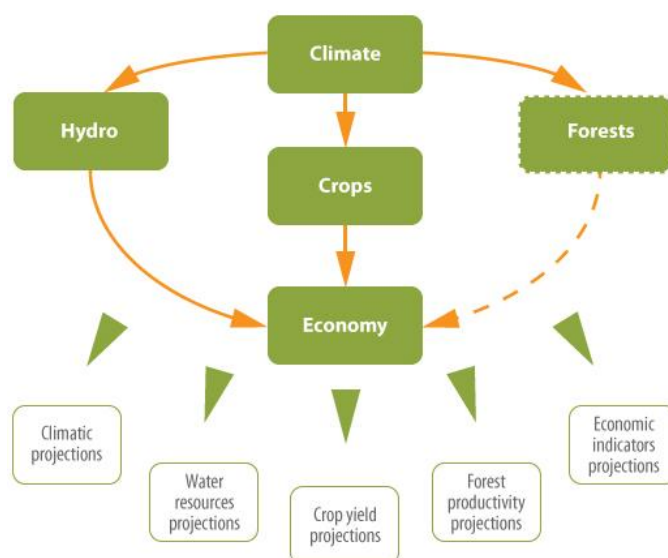 Climate
Hydro
Forests
Crops
Economy
Climatic
projections
Water
resources
projections
Crop yield
projections
Forest
productivity
projections
Economic
indicators
projections